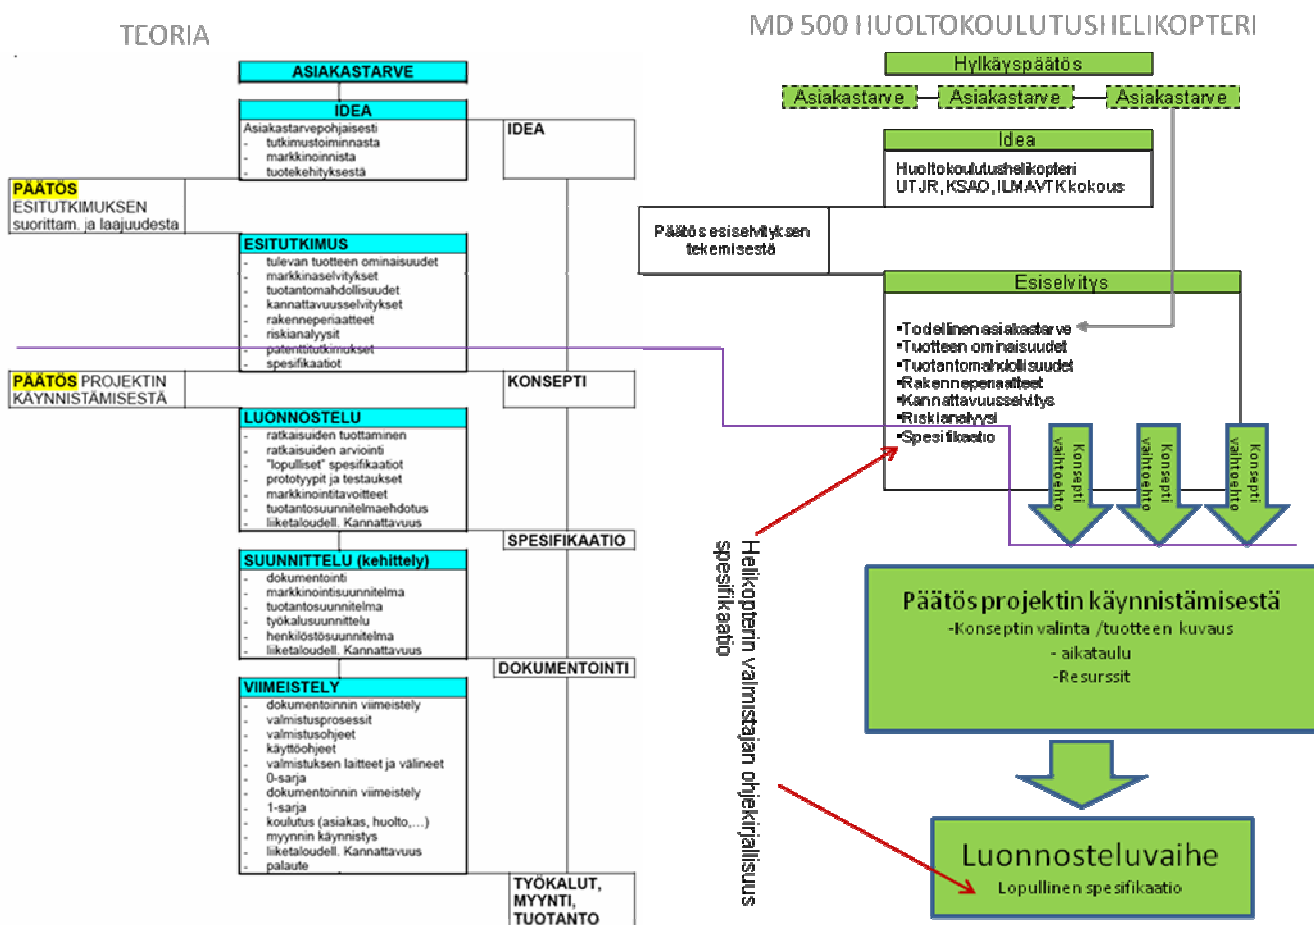 TEORIA
ASIAKASTARVE
IDEA
Asiakastarvepohjaisesti
- tutkimustoiminnasta
- markkinoinnista
- tuotekehityksestä
IDEA
PÄÄTÖS
ESITUTKIMUKSEN
suorittam. ja laajuudesta
ESITUTKIMUS
- tulevan tuotteen ominaisuudet
- markkinaselvitykset
- tuotantomahdollisuudet
- kannattavuusselvitykset
- rakenneperiaatteet
- riskianalyysit
- patenttitutkimukset
- spesifikaatiot
PÄÄTÖS PROJEKTIN
KÄYNNISTÄMISESTÄ
KONSEPTI
LUONNOSTELU
- ratkaisuiden tuottaminen
- ratkaisuiden arviointi
- "lopulliset" spesifikaatiot
- prototyypit ja testaukset
- markkinointitavoitteet
- tuotantosuunnitelmaehdotus
- liiketaloudell. Kannattavuus
SPESIFIKAATIO
SUUNNITTELU (kehittely)
- dokumentointi
- markkinointisuunnitelma
- tuotantosuunnitelma
- työkalusuunnittelu
- henkilöstösuunnitelma
- liiketaloudell. Kannattavuus
DOKUMENTOINTI
VIIMEISTELY
- dokumentoinnin viimeistely
- valmistusprosessit
- valmistusohjeet
- käyttöohjeet
- valmistuksen laitteet ja välineet
- 0-sarja
- dokumentoinnin viimeistely
- 1-sarja
- koulutus (asiakas, huolto,...)
- myynnin käynnistys
- liiketaloudell. Kannattavuus
- palaute
TYÖKALUT,
MYYNTI,
TUOTANTO
MD 500 HUOLTOKOULUTUSHELIKOPTERI
Hylkäyspäätös
Asiakastarve Asiakastarve Asiakastarve
Idea
Huoltokoulutushelikopteri
UTJR, KSAO, ILMAVTK kokous
Päätös esiselvityksen
tekemisestä
Esiselvitys
▪Todellinen asiakastarve
▪Tuotteen ominaisuudet
▪Tuotantomahdollisuudet
▪Rakenneperiaatteet
▪Kannattavuusselvitys
▪Riskianalyysi
▪Spesifikaatio
Konsepti
vaihtoehto
Konsepti
vaihtoehto
Konsepti
vaihtoehto
Helikopterin valmistajan ohjekirjallisuus
spesifikaatio
Päätös projektin käynnistämisestä
-Konseptin valinta /tuotteen kuvaus
- aikataulu
-Resurssit
Luonnosteluvaihe
Lopullinen spesifikaatio